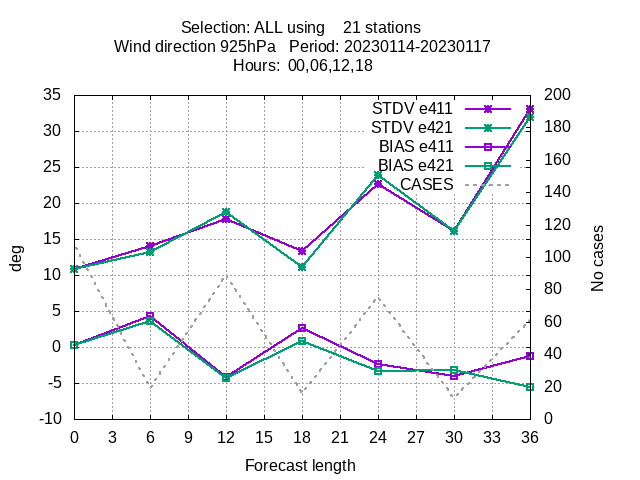 Selection: ALL using 21 stations
Wind direction 925hPa Period: 20230114-20230117
Hours: 00,06,12,18
STDV e411
STDV e421
BIAS e411
BIAS e421
CASES
35
30
25
20
15
10
5
0
-5
-10
deg
200
180
160
140
120
100
80
60
40
20
0
No cases
0 3 6 9 12 15 18 21 24 27 30 33 36
Forecast length